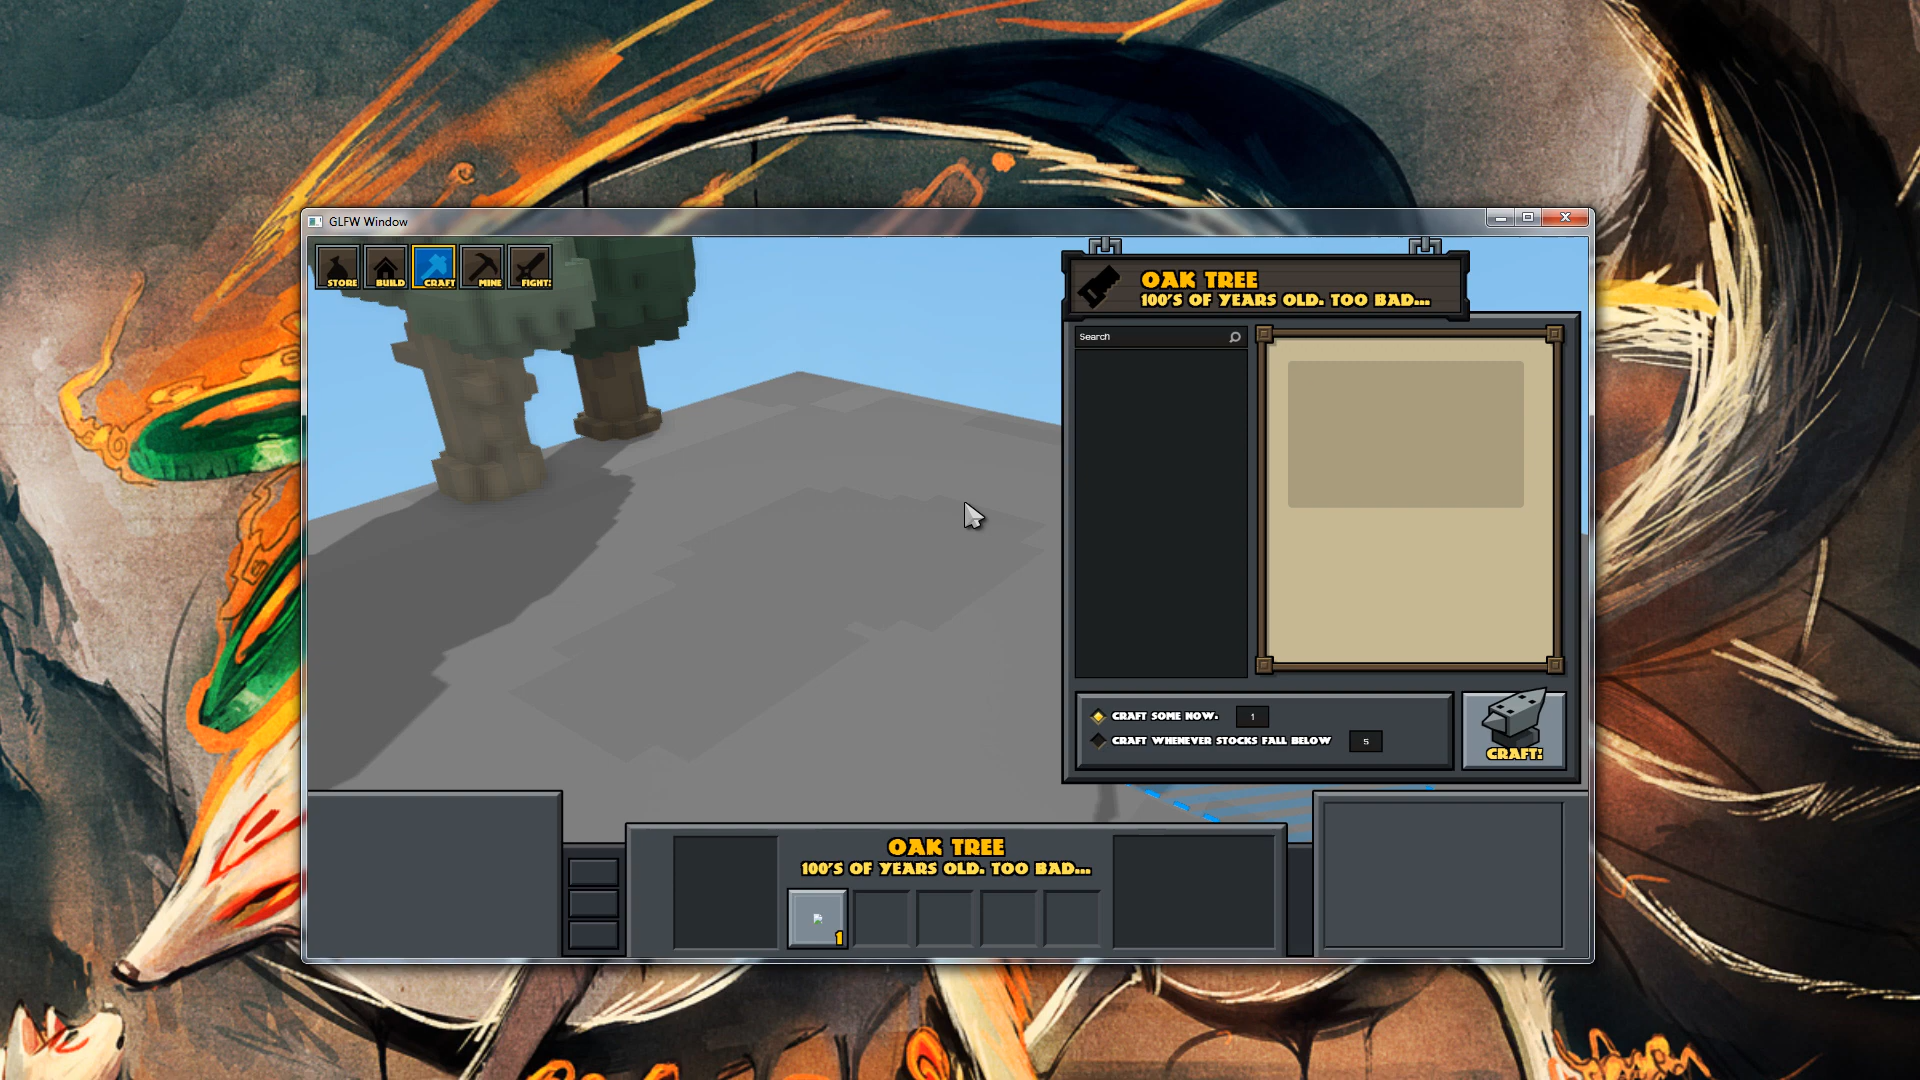 GLFW Window
STORE
BUILD
CRAFT
MINE
FIGHT!
OAK TREE
100'S OF YEARS OLD. TOO BAD...
Search
CRAFT SOME NOW.
1
CRAFT WHENEVER STOCKS FALL BELOW
5
CRAFT!
OAK TREE
100'S OF YEARS OLD. TOO BAD...
1